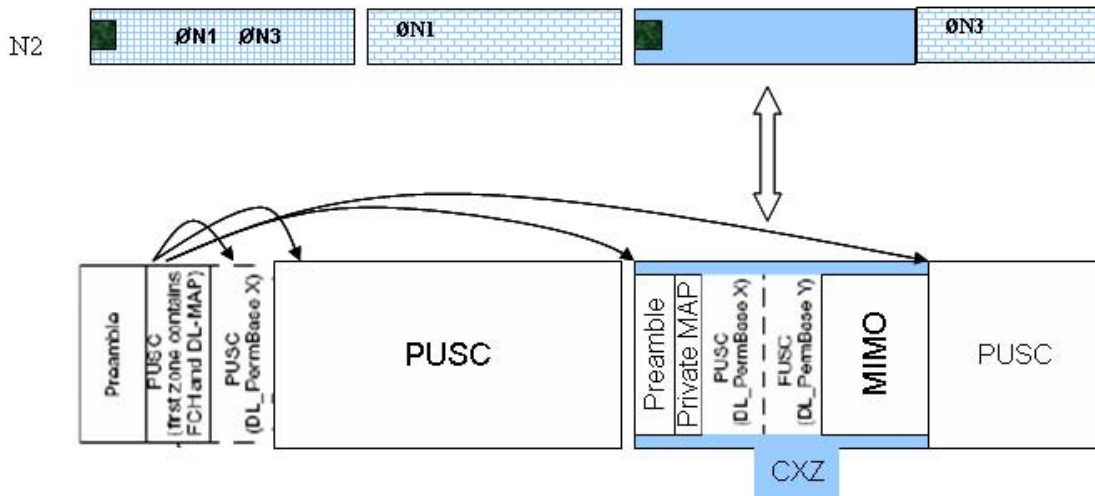 N2
ØN1 ØN3
ØN1
ØN3
Preamble
PUSC
(first zone contains
FCH and DL-MAP)
PUSC
(DL_PermBase X)
PUSC
Preamble
Private MAP
PUSC
(DL_PermBase X)
FUSC
(DL_PermBase Y)
MIMO
PUSC
CXZ